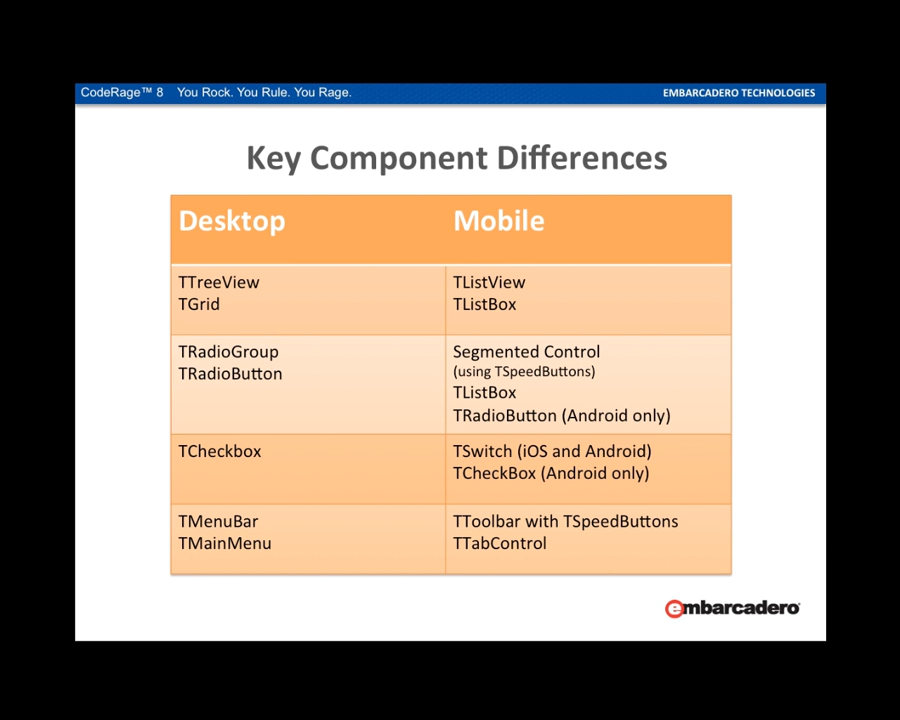 CodeRage™ 8 You Rock. You Rule. You Rage. EMBARCADERO TECHNOLOGIES
Key Component Differences
Desktop Mobile
TTreeView TListView
TGrid TListBox
TRadioGroup Segmented Control
TRadioButton (using TSpeedButtons)
TListBox
TRadioButton (Android only)
TCheckbox TSwitch (iOS and Android)
TCheckBox (Android only)
TMenuBar TToolbar with TSpeedButtons
TMainMenu TTabControl
embarcadero